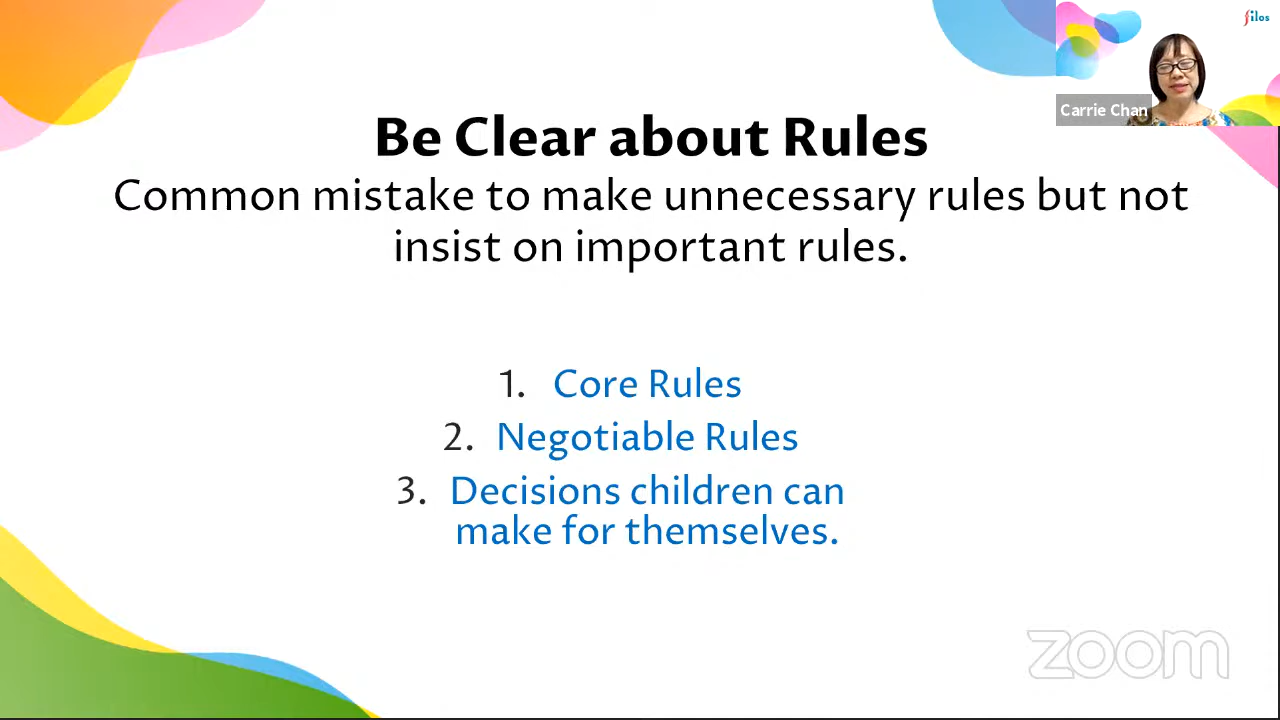 filos
Carrie Chan
Be Clear about Rules
Common mistake to make unnecessary rules but not
insist on important rules.
1. Core Rules
2. Negotiable Rules
3. Decisions children can
make for themselves.
zoom